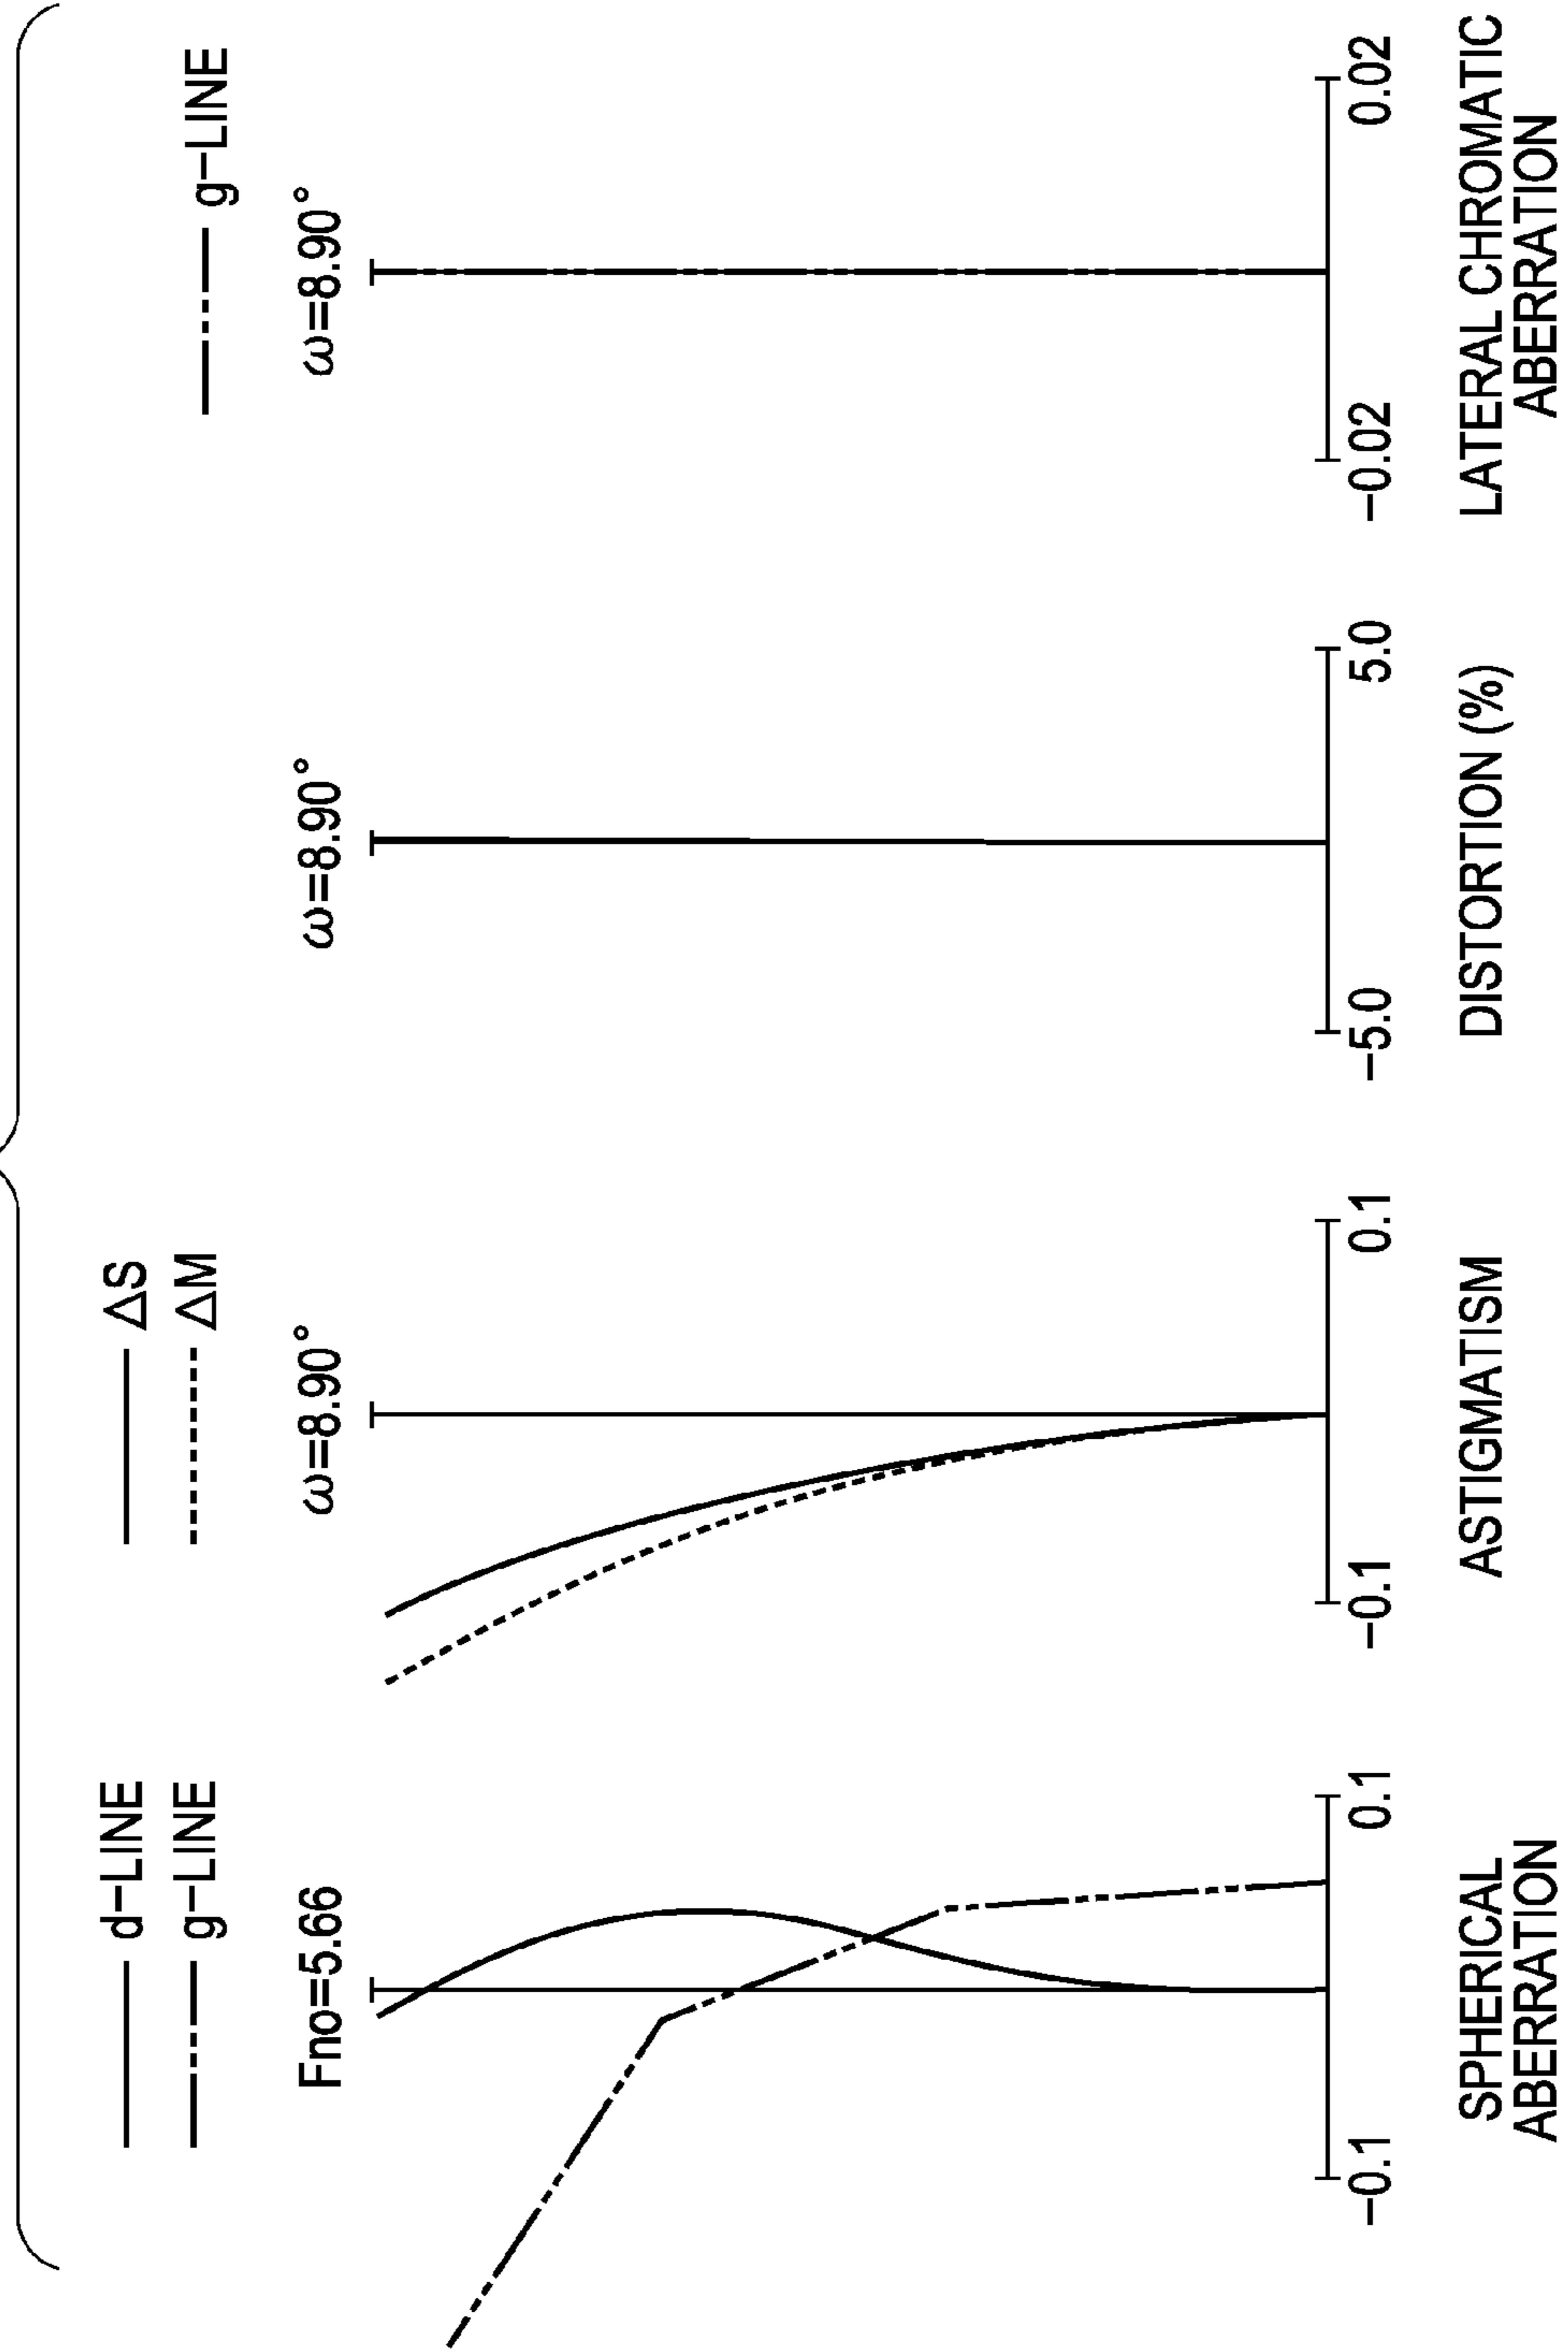 d-LINE
g-LINE
Fno=5.66
-0.1
0.1
SPHERICAL
ABERRATION
ΔS
ΔM
ω=8.90°
-0.1
0.1
ASTIGMATISM
ω=8.90°
-5.0
5.0
DISTORTION (%)
g-LINE
ω=8.90°
-0.02
0.02
LATERAL CHROMATIC
ABERRATION